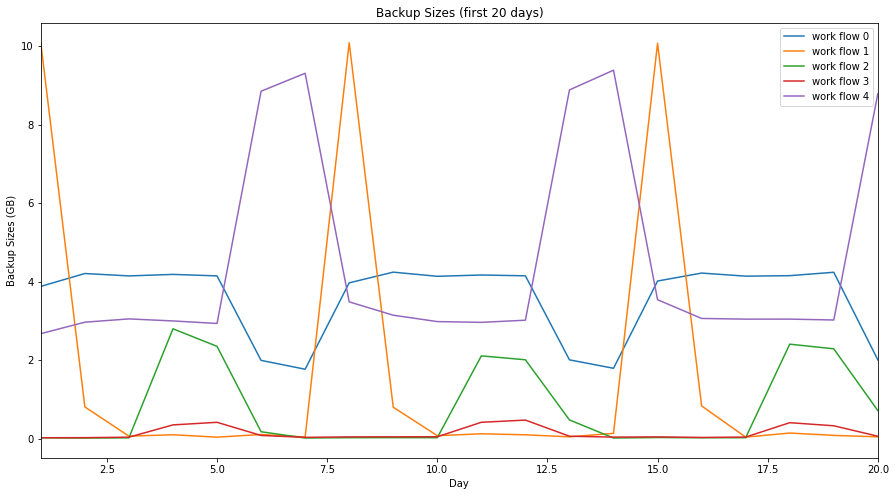 Backup Sizes (first 20 days)
work flow 0
work flow 1
work flow 2
work flow 3
work flow 4
Backup Sizes (GB)
10
8
6
4
2
0
2.5 5.0 7.5 10.0 12.5 15.0 17.5 20.0
Day